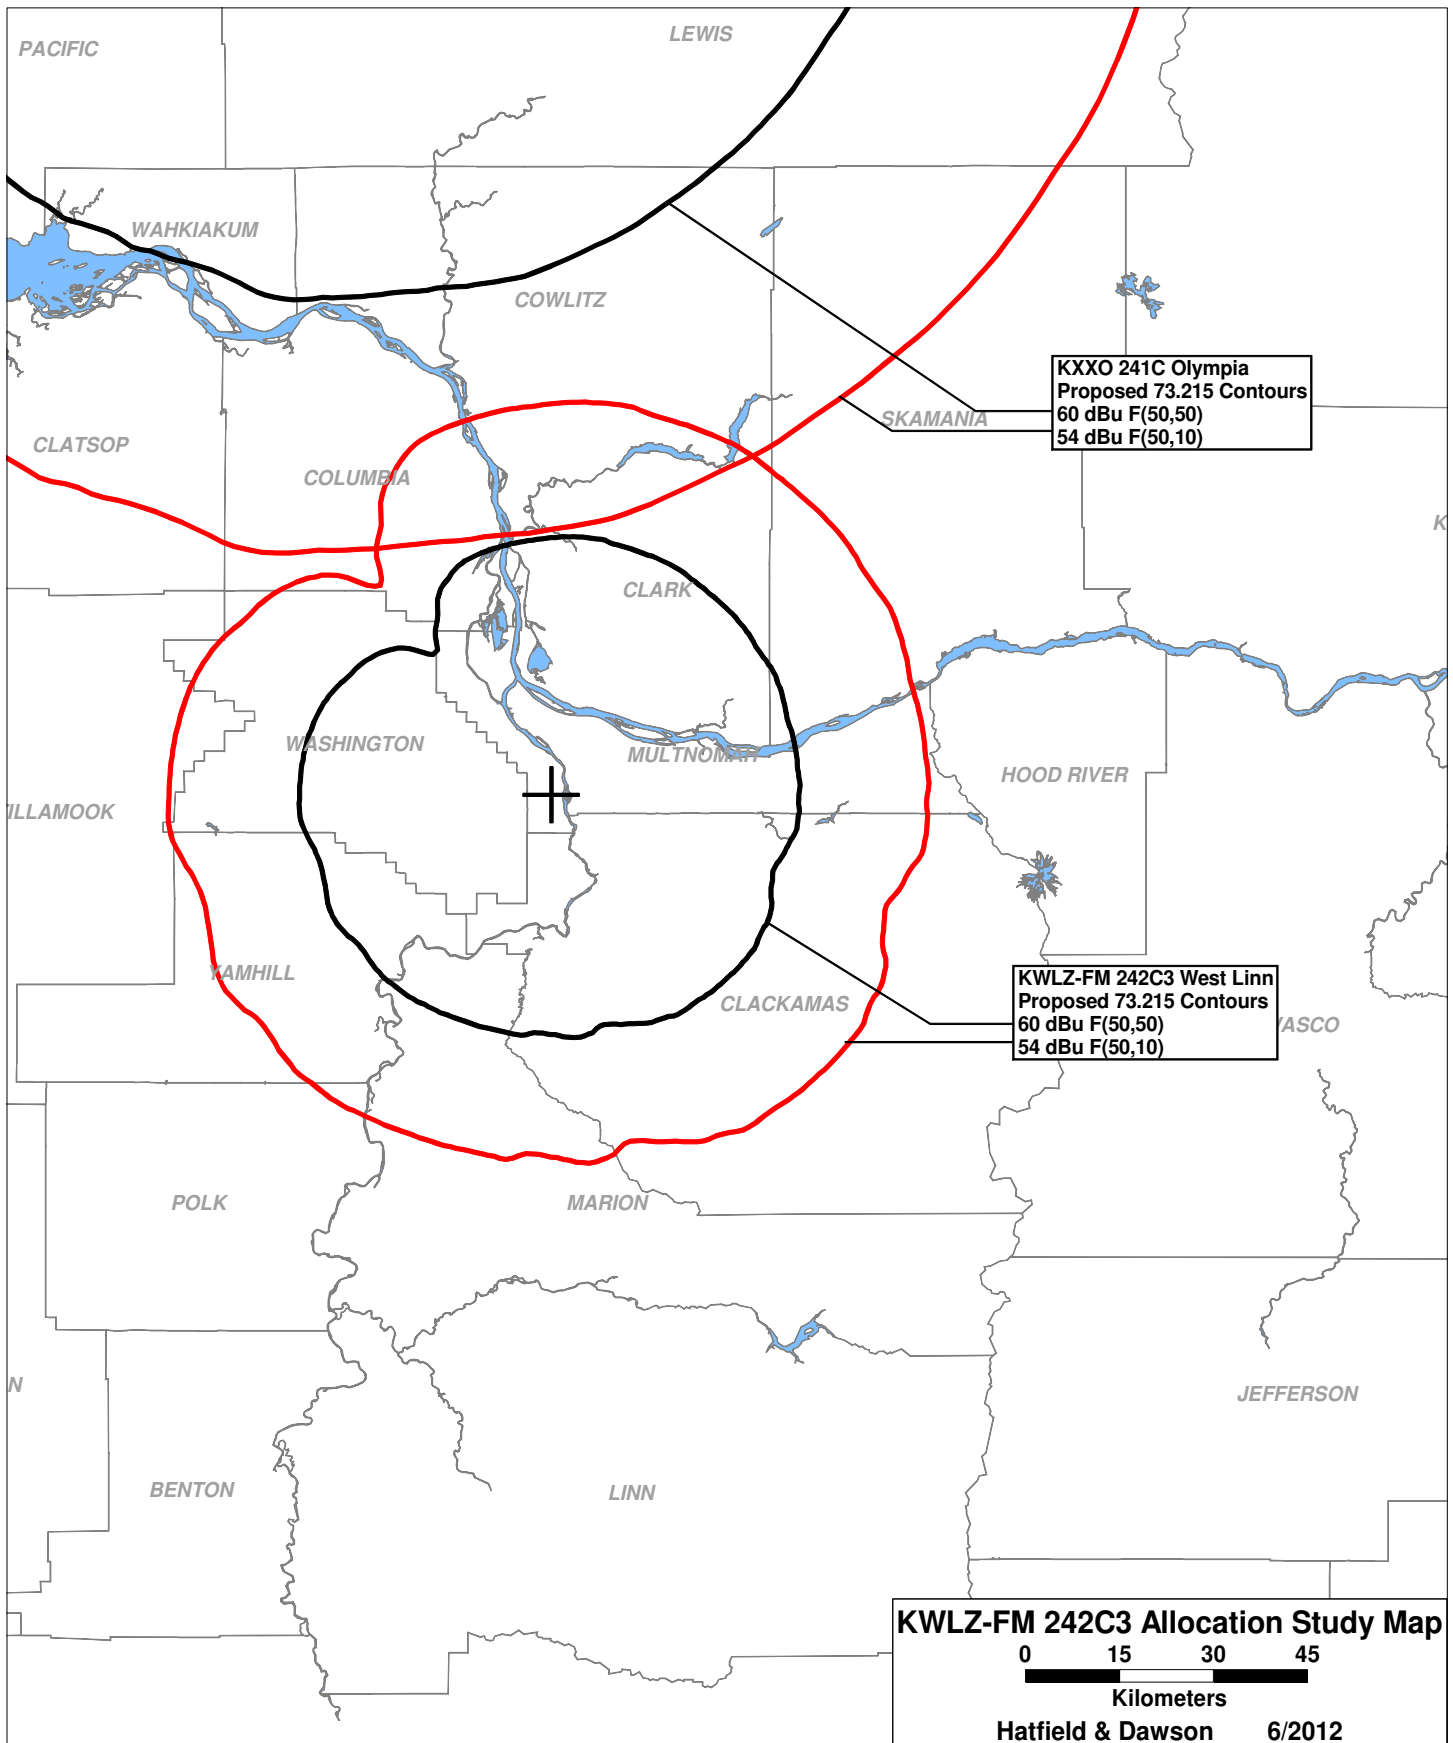 PACIFIC
LEWIS
WAHKIAKUM
COWLITZ
KXXO 241C Olympia
Proposed 73.215 Contours
60 dBu F(50,50)
54 dBu F(50,10)
SKAMANIA
CLATSOP
COLUMBIA
K
CLARK
WASHINGTON
MULTNOMAH
HOOD RIVER
ILLAMOOK
YAMHILL
CLACKAMAS
KWLZ-FM 242C3 West Linn
Proposed 73.215 Contours
60 dBu F(50,50)
54 dBu F(50,10)
ASCO
POLK
MARION
N
JEFFERSON
BENTON
LINN
KWLZ-FM 242C3 Allocation Study Map
0 15 30 45
Kilometers
Hatfield & Dawson 6/2012